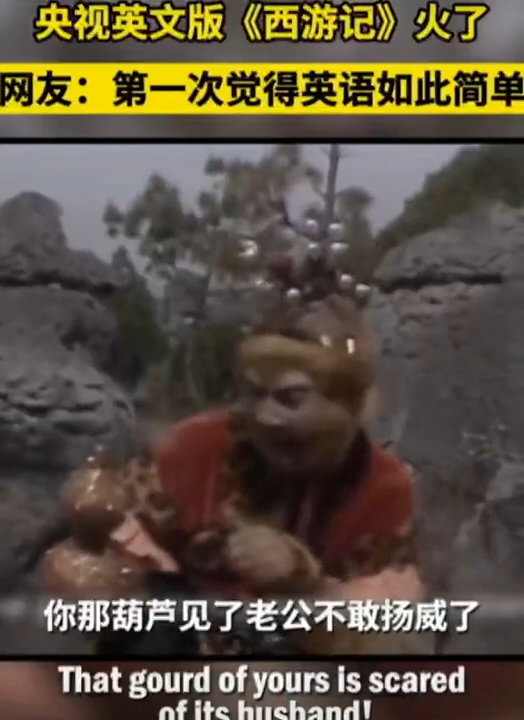 央视英文版《西游记》火了
网友：第一次觉得英语如此简单
你那葫芦见了老公不敢扬威了
That gourd of yours is scared
of its husband!